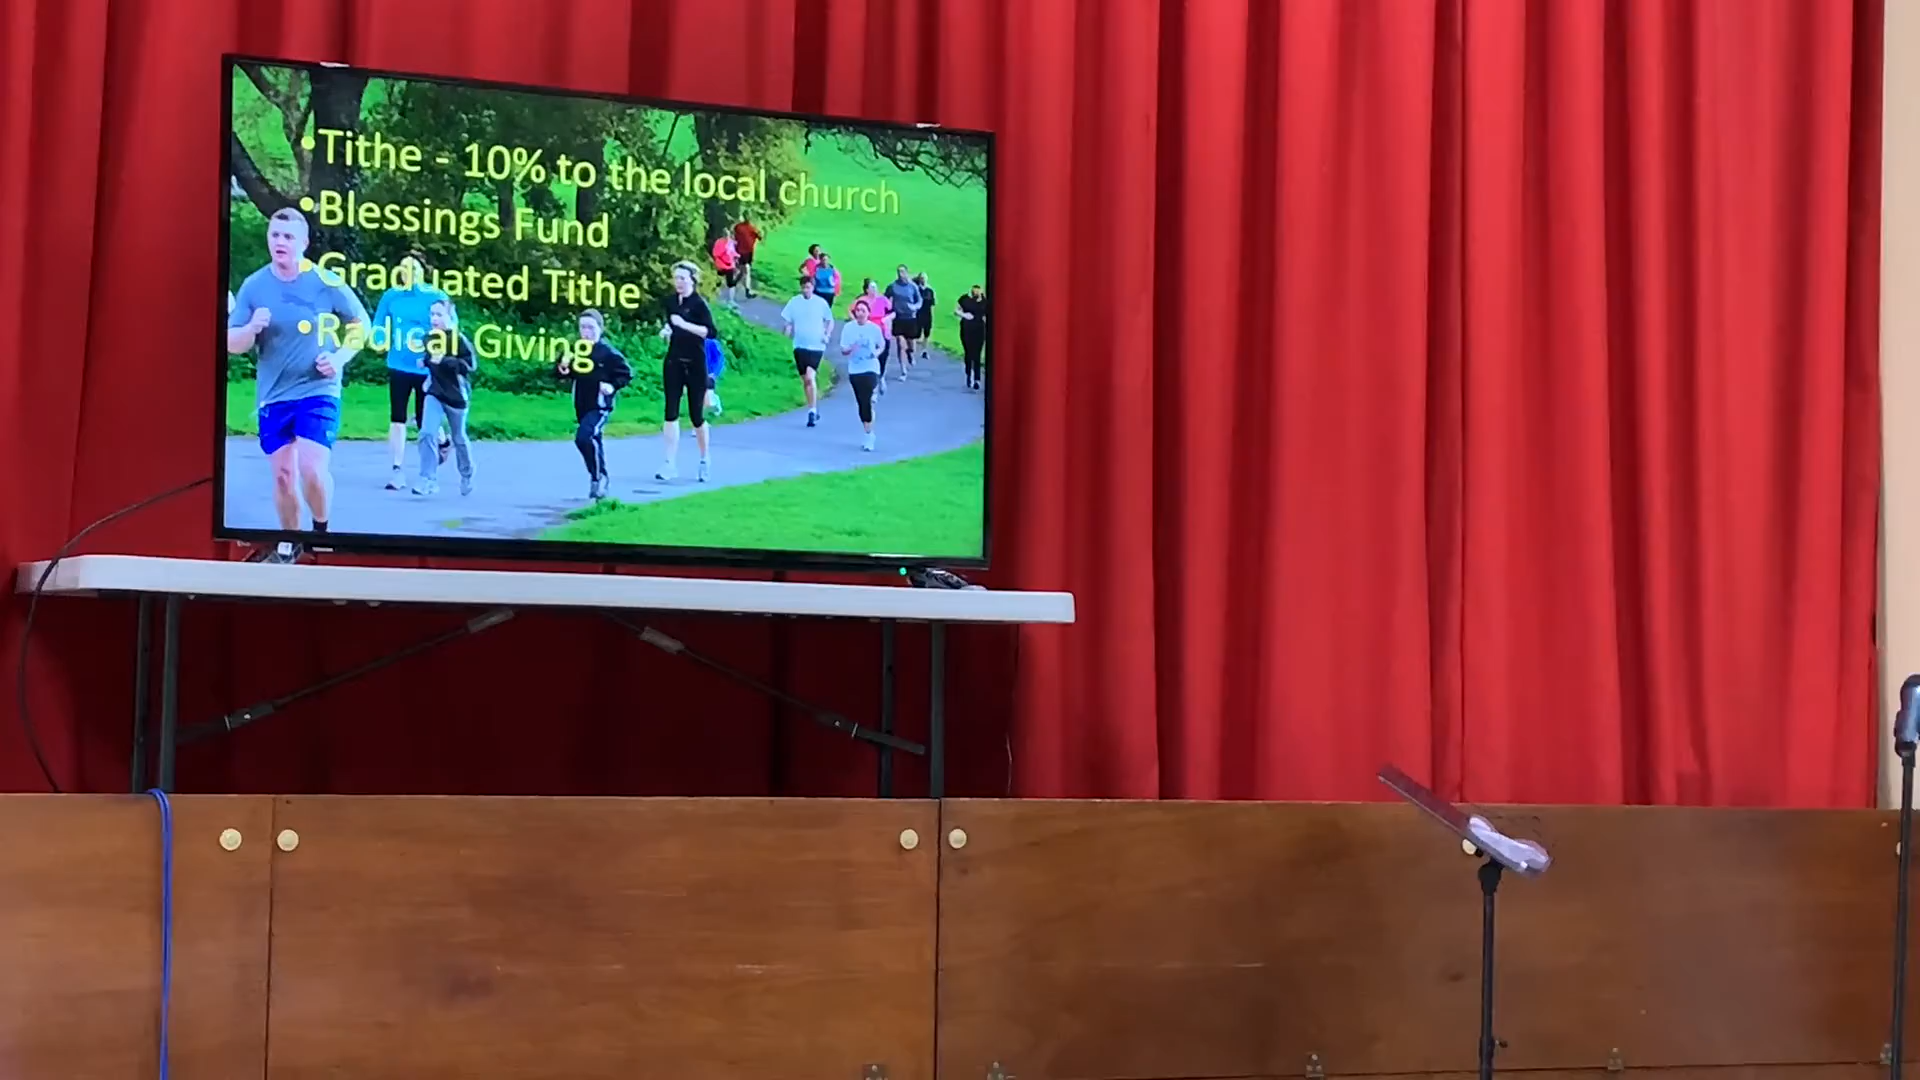 •Tithe - 10% to the local church
•Blessings Fund
•Graduated Tithe
•Radical Giving